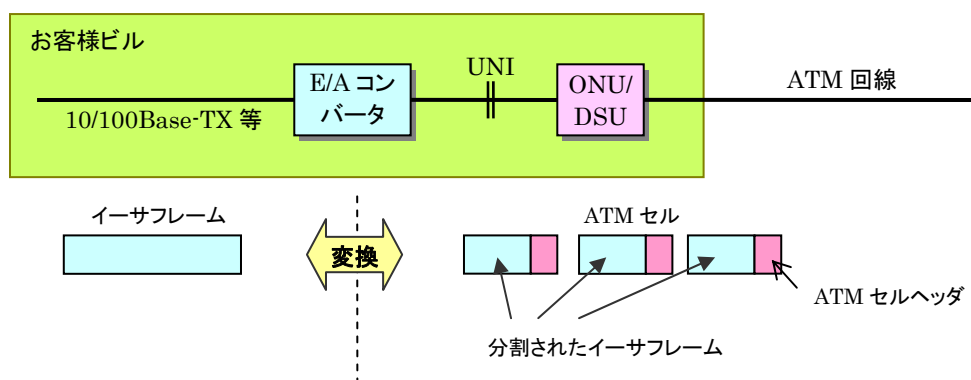 お客様ビル
E/A コン
バータ
UNI
ONU/
DSU
ATM 回線
10/100Base-TX 等
イーサフレーム
ATM セル
変換
ATM セルヘッダ
分割されたイーサフレーム